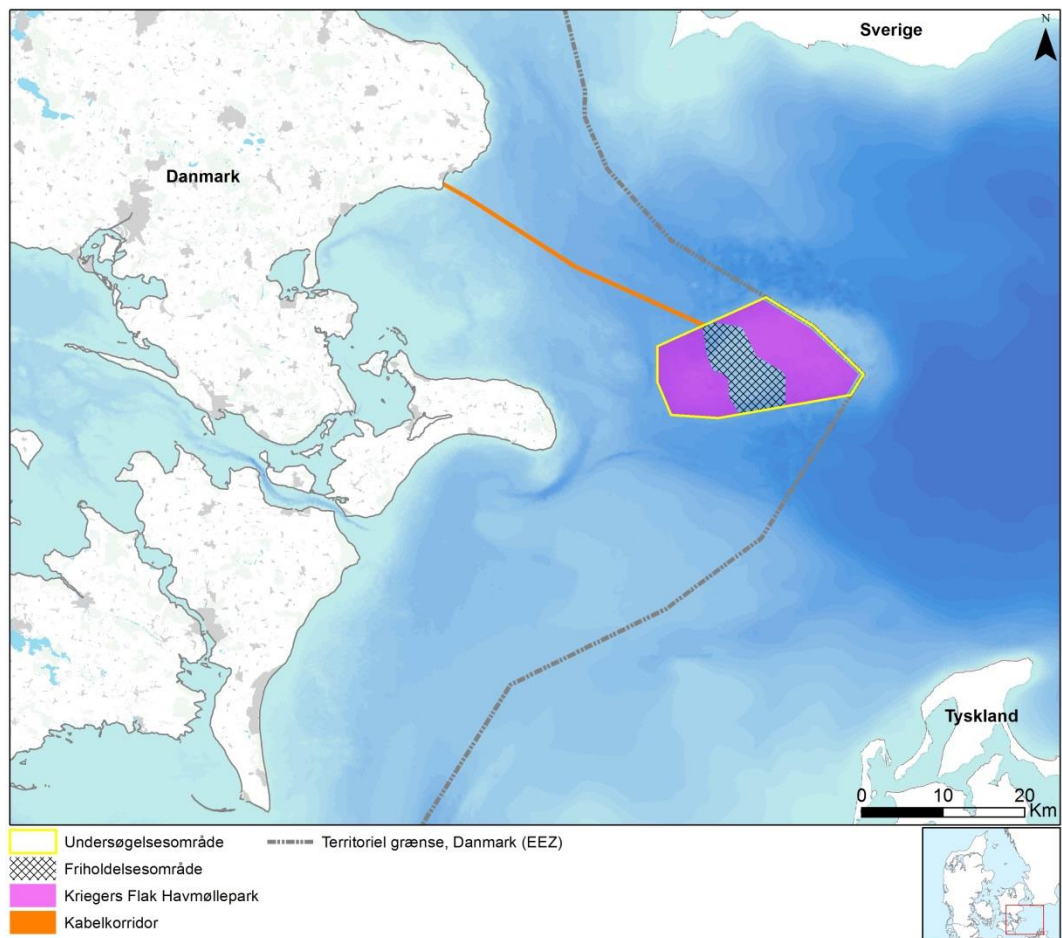 Sverige
N
Danmark
Tyskland
0 10 20
Km
Undersøgelsesområde
Territoriel grænse, Danmark (EEZ)
Friholdelsesområde
Kriegers Flak Havmøllepark
Kabelkorridor